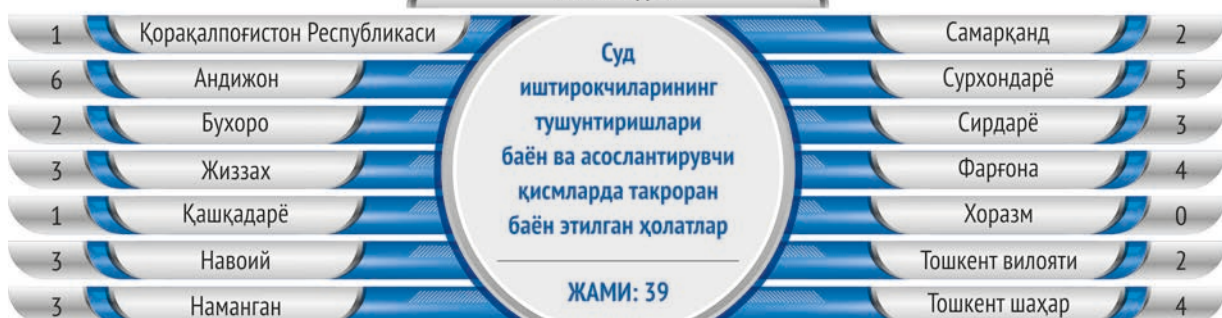 1 Қорақалпоғистон Республикаси
6 Андижон
2 Бухоро
3 Жиззах
1 Қашқадарё
3 Навоий
3 Наманган
Суд
иштирокчиларининг
тушунтиришлари
баён ва асослантирувчи
қисмларда такроран
баён этилган ҳолатлар
ЖАМИ: 39
Самарқанд 2
Сурхондарё 5
Сирдарё 3
Фарғона 4
Хоразм 0
Тошкент вилояти 2
Тошкент шаҳар 4